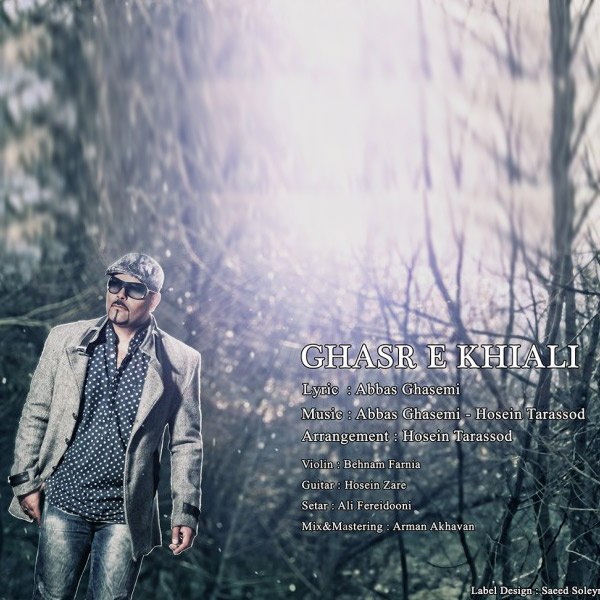 GHASR E KHIALI
Lyric : Abbas Ghasemi
Music : Abbas Ghasemi - Hosein Tarassod
Arrangement : Hosein Tarassod
Violin : Behnam Farnia
Guitar : Hosein Zare
Setar : Ali Fereidooni
Mix&Mastering : Arman Akhavan
Label Design : Saeed